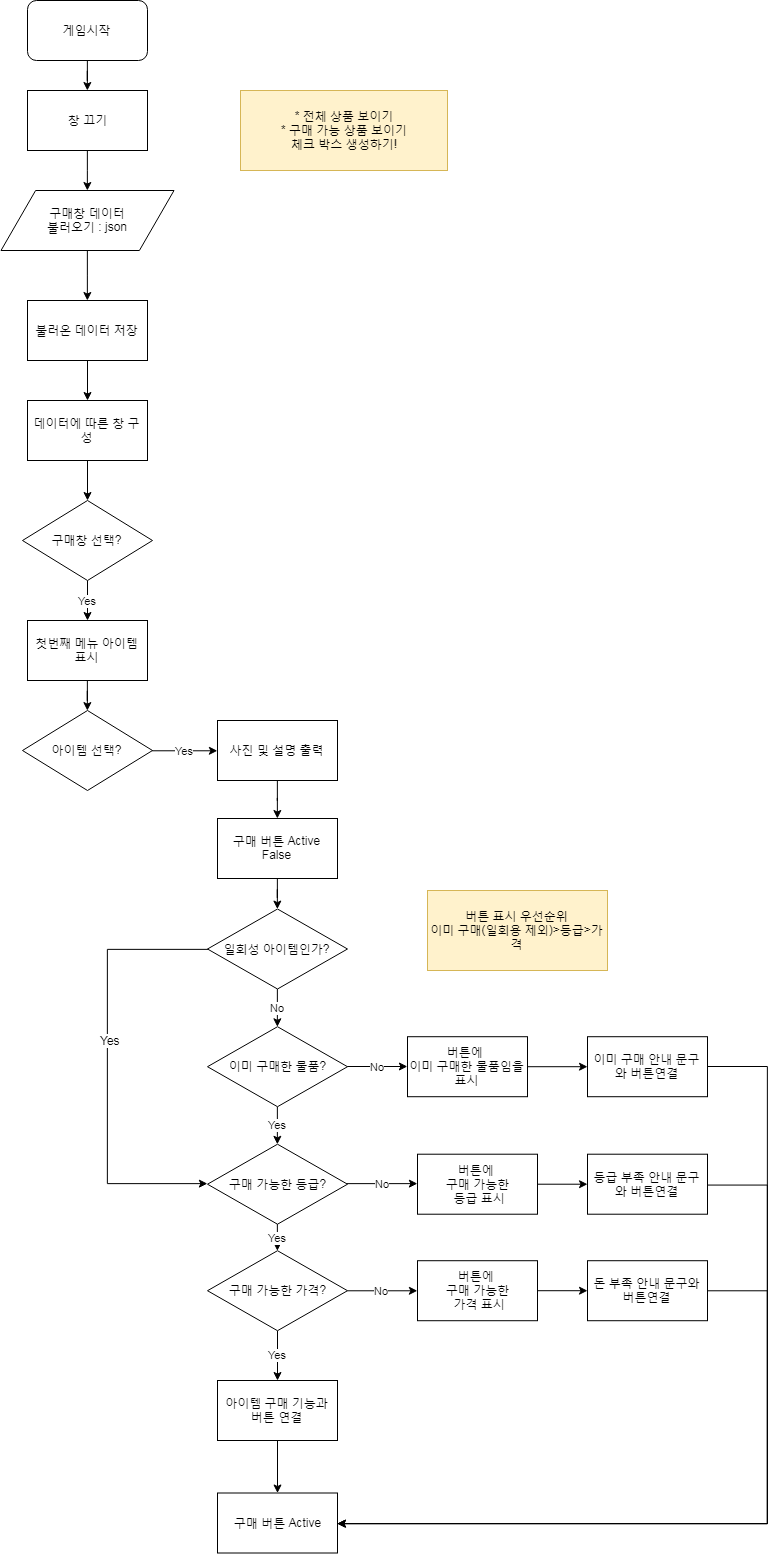 게임시작
창 끄기
* 전체 상품 보이기
* 구매 가능 상품 보이기
체크 박스 생성하기!
구매창 데이터
불러오기 : json
불러온 데이터 저장
데이터에 따른 창 구
성
구매창 선택?
Yes
첫번째 메뉴 아이템
표시
아이템 선택?
Yes
사진 및 설명 출력
구매 버튼 Active
False
버튼 표시 우선순위
이미 구매(일회용 제외)>등급>가
격
일회성 아이템인가?
Yes
No
이미 구매한 물품?
No
버튼에
이미 구매한 물품임을
표시
이미 구매 안내 문구
와 버튼연결
Yes
구매 가능한 등급?
No
버튼에
구매 가능한
등급 표시
등급 부족 안내 문구
와 버튼연결
Yes
구매 가능한 가격?
No
버튼에
구매 가능한
가격 표시
돈 부족 안내 문구와
버튼연결
Yes
아이템 구매 기능과
버튼 연결
구매 버튼 Active